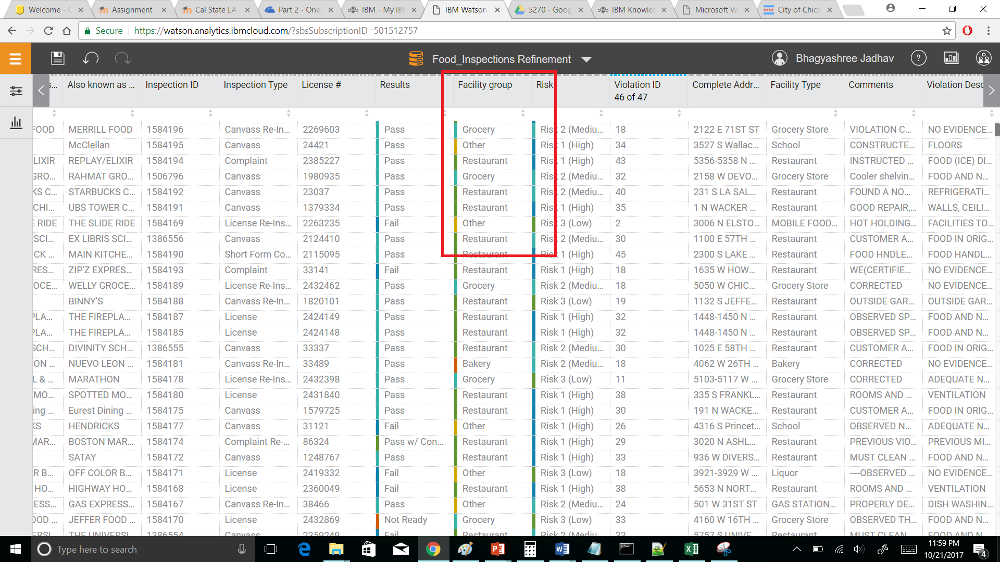 Welcome - C
Assignment
Cal State LA
Part 2 - OneD
IBM - My IBM
IBM Watson
5270 - Goog
IBM Knowle
Microsoft W
City of Chica
Secure
https://watson.analytics.ibmcloud.com/?sbsSubscriptionID=501512757
Food_Inspections Refinement
Bhagyashree Jadhav
?
s... Also known as ... Inspection ID Inspection Type License # Results Facility group Risk Violation ID Complete Addr... Facility Type Comments Violation Desc
46 of 47
FOOD MERRILL FOOD 1584196 Canvass Re-In... 2269603 Pass Grocery Risk 2 (Mediu... 18 2122 E 71ST ST Grocery Store VIOLATION C... NO EVIDENCE...
McClellan 1584195 Canvass 24421 Pass Other Risk 1 (High) 34 3527 S Wallac... School CONSTRUCTE... FLOORS
LIXIR REPLAY/ELIXIR 1584194 Complaint 2385227 Pass Restaurant Risk 1 (High) 43 5356-5358 N ... Restaurant INSTRUCTED ... FOOD (ICE) DI...
GRO... RAHMAT GRO... 1506796 Canvass 1980935 Pass Grocery Risk 2 (Mediu... 32 2158 W DEVO... Grocery Store Cooler shelvin... FOOD AND N...
KS C... STARBUCKS C... 1584192 Canvass 23037 Pass Restaurant Risk 2 (Mediu... 40 231 S LA SAL... Restaurant FOUND A NO... REFRIGERATI...
CHI... UBS TOWER C... 1584191 Canvass 1379334 Pass Restaurant Risk 1 (High) 35 1 N WACKER ... Restaurant GOOD REPAIR,... WALLS, CEILI...
E RIDE THE SLIDE RIDE 1584169 License Re-Ins... 2263235 Fail Other Risk 3 (Low) 2 3006 N ELSTO... MOBILE FOOD... HOT HOLDING... FACILITIES TO...
SCI... EX LIBRIS SCI... 1386556 Canvass 2124410 Pass Restaurant Risk 2 (Mediu... 30 1100 E 57TH ... Restaurant CUSTOMER A... FOOD IN ORIG...
ICK ... MAIN KITCHE... 1584190 Short Form Co... 2115095 Pass Restaurant Risk 1 (High) 45 2300 S LAKE ... Restaurant FOOD HNDLE... FOOD HANDL...
RES... ZIP'Z EXPRES... 1584193 Complaint 33141 Fail Restaurant Risk 1 (High) 18 1635 W HOW... Restaurant WE(CERTIFIE... NO EVIDENCE...
OCE... WELLY GROCE... 1584189 License Re-Ins... 2432462 Pass Grocery Risk 2 (Mediu... 18 5050 W CHIC... Grocery Store CORRECTED NO EVIDENCE...
BINNY'S 1584188 Canvass Re-In... 1820101 Pass Restaurant Risk 3 (Low) 19 1132 S JEFFE... Restaurant OUTSIDE GAR... OUTSIDE GAR...
PLA... THE FIREPLA... 1584187 License 2424149 Pass Restaurant Risk 1 (High) 32 1448-1450 N ... Restaurant OBSERVED SP... FOOD AND N...
PLA... THE FIREPLA... 1584185 License 2424148 Pass Restaurant Risk 1 (High) 32 1448-1450 N ... Restaurant OBSERVED SP... FOOD AND N...
SCH... DIVINITY SCH... 1386555 Canvass 33337 Pass Restaurant Risk 2 (Mediu... 30 1025 E 58TH ... Restaurant CUSTOMER A... FOOD IN ORIG...
ON ... NUEVO LEON ... 1584181 Canvass Re-In... 33489 Pass Bakery Risk 2 (Mediu... 18 4062 W 26TH ... Bakery CORRECTED NO EVIDENCE...
L & ... MARATHON 1584178 License Re-Ins... 2432398 Pass Grocery Risk 3 (Low) 11 5103-5117 W ... Grocery Store CORRECTED ADEQUATE N...
MO... SPOTTED MO... 1584180 License 2431840 Pass Restaurant Risk 1 (High) 38 335 S FRANKL... Restaurant ROOMS AND ... VENTILATION
ing ... Eurest Dining ... 1584175 Canvass 1579725 Pass Restaurant Risk 1 (High) 30 191 N WACKE... Restaurant CUSTOMER A... FOOD IN ORIG...
KS HENDRICKS 1584177 Canvass 31121 Fail Other Risk 1 (High) 26 4316 S Princet... School OBSERVED N... ADEQUATE N...
MAR... BOSTON MAR... 1584174 Complaint Re-... 86324 Pass w/ Con... Restaurant Risk 1 (High) 29 3020 N ASHL... Restaurant PREVIOUS VIO... PREVIOUS MI...
SATAY 1584172 Canvass 1248767 Pass Restaurant Risk 1 (High) 33 936 W DIVERS... Restaurant MUST CLEAN ... FOOD AND N...
R B... OFF COLOR B... 1584171 License 2419332 Fail Other Risk 3 (Low) 18 3921-3929 W ... Liquor ----OBSERVED ... NO EVIDENCE...
HO... HIGHWAY HO... 1584168 License 2360049 Fail Restaurant Risk 1 (High) 38 5653 N NORT... Restaurant ROOMS AND ... VENTILATION
ESS... GAS EXPRESS... 1584167 Canvass Re-In... 38466 Pass Other Risk 2 (Mediu... 24 501 W 31ST ST GAS STATION... PROPERLY DE... DISH WASHIN...
OOD ... JEFFER FOOD ... 1584170 License 2432869 Not Ready Grocery Risk 3 (Low) 33 4160 W 16TH ... Grocery Store OBSERVED TH... FOOD AND N...
ERSI... THE UNIVERSI... 1386554 Canvass 2359249 Fail Restaurant Risk 2 (Mediu... 33 5757 S UNIVE... Restaurant MUST CLEAN ... FOOD AND N...
Type here to search
11:59 PM
10/21/2017
4